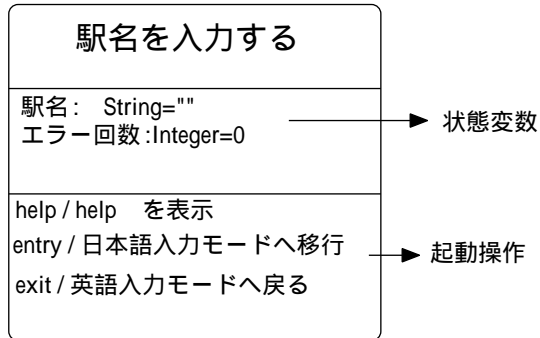 駅名を入力する
駅名: String=""
エラー回数:Integer=0
状態変数
help / help を表示
entry / 日本語入力モードへ移行
起動操作
exit / 英語入力モードへ戻る